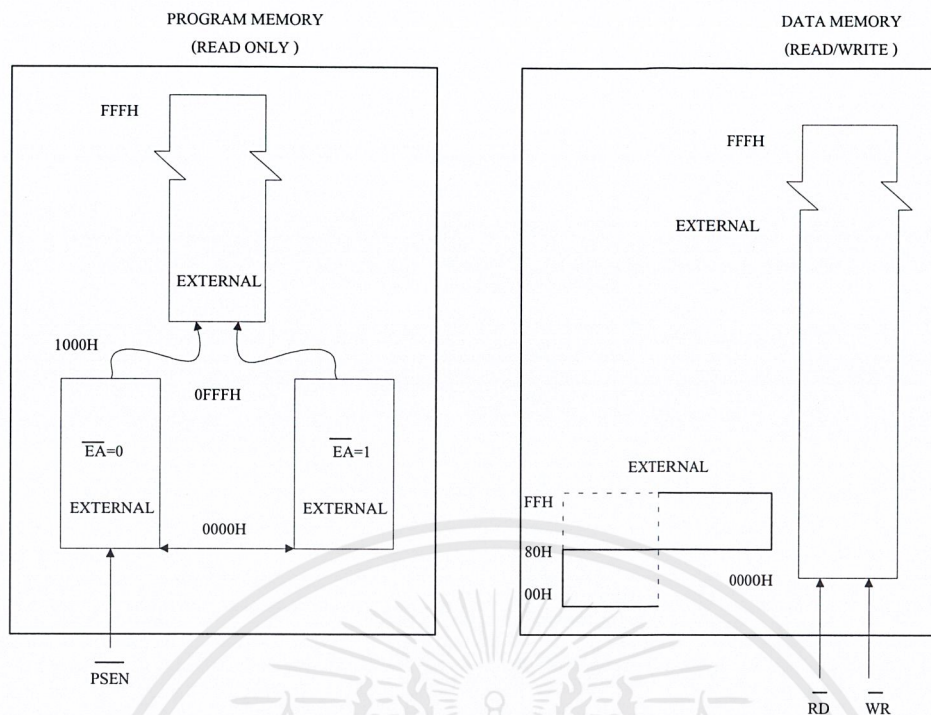 PROGRAM MEMORY
(READ ONLY )
FFFH
EXTERNAL
1000H
0FFFH
EA=0
EXTERNAL
EA=1
EXTERNAL
0000H
PSEN
DATA MEMORY
(READ/WRITE )
FFFH
EXTERNAL
EXTERNAL
FFH
80H
00H
0000H
RD
WR